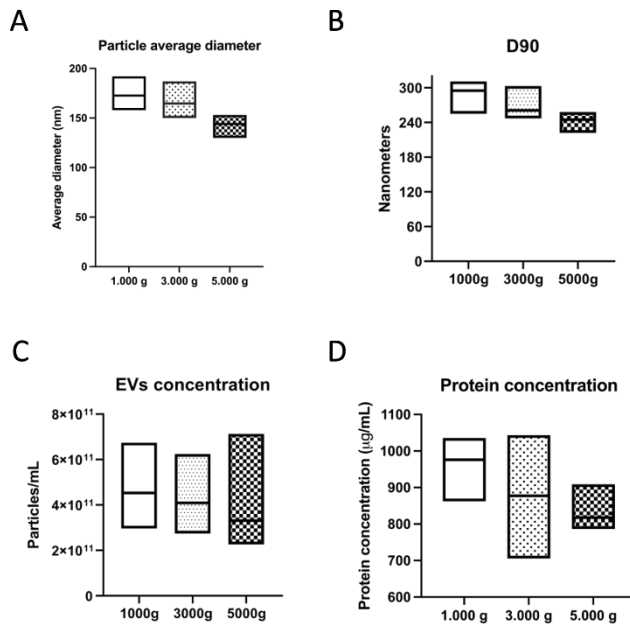 A
Particle average diameter
Average diameter (nm)
200
150
100
50
0
1.000 g 3.000 g 5.000 g
B
D90
Nanometers
300
240
180
120
60
0
1000g 3000g 5000g
C
EVs concentration
Particles/mL
8×10¹¹
6×10¹¹
4×10¹¹
2×10¹¹
0
1000g 3000g 5000g
D
Protein concentration
Protein concentration (µg/mL)
1100
1000
900
800
700
600
1.000 g 3.000 g 5.000 g